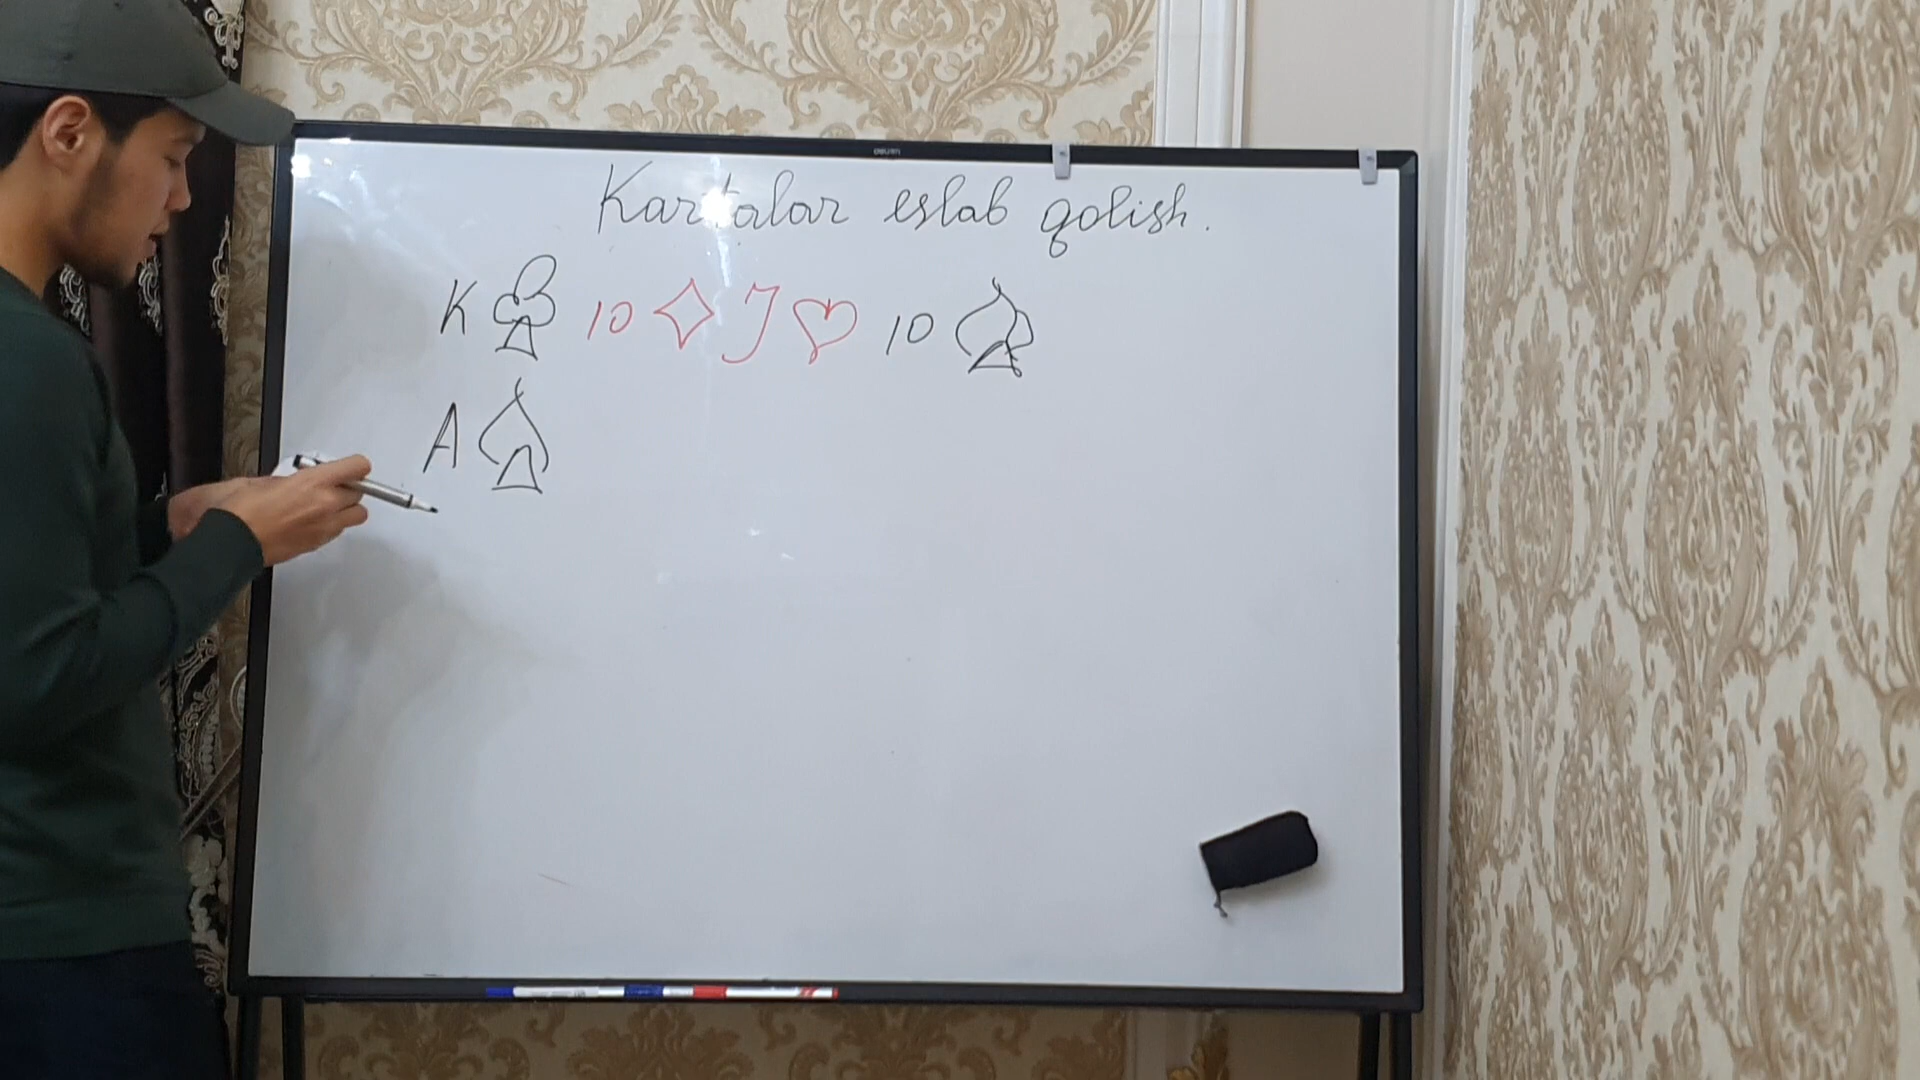 Kartalar eslab qolish.
K ♧ 10 ♢ J ♡ 10 ♤
A ♤